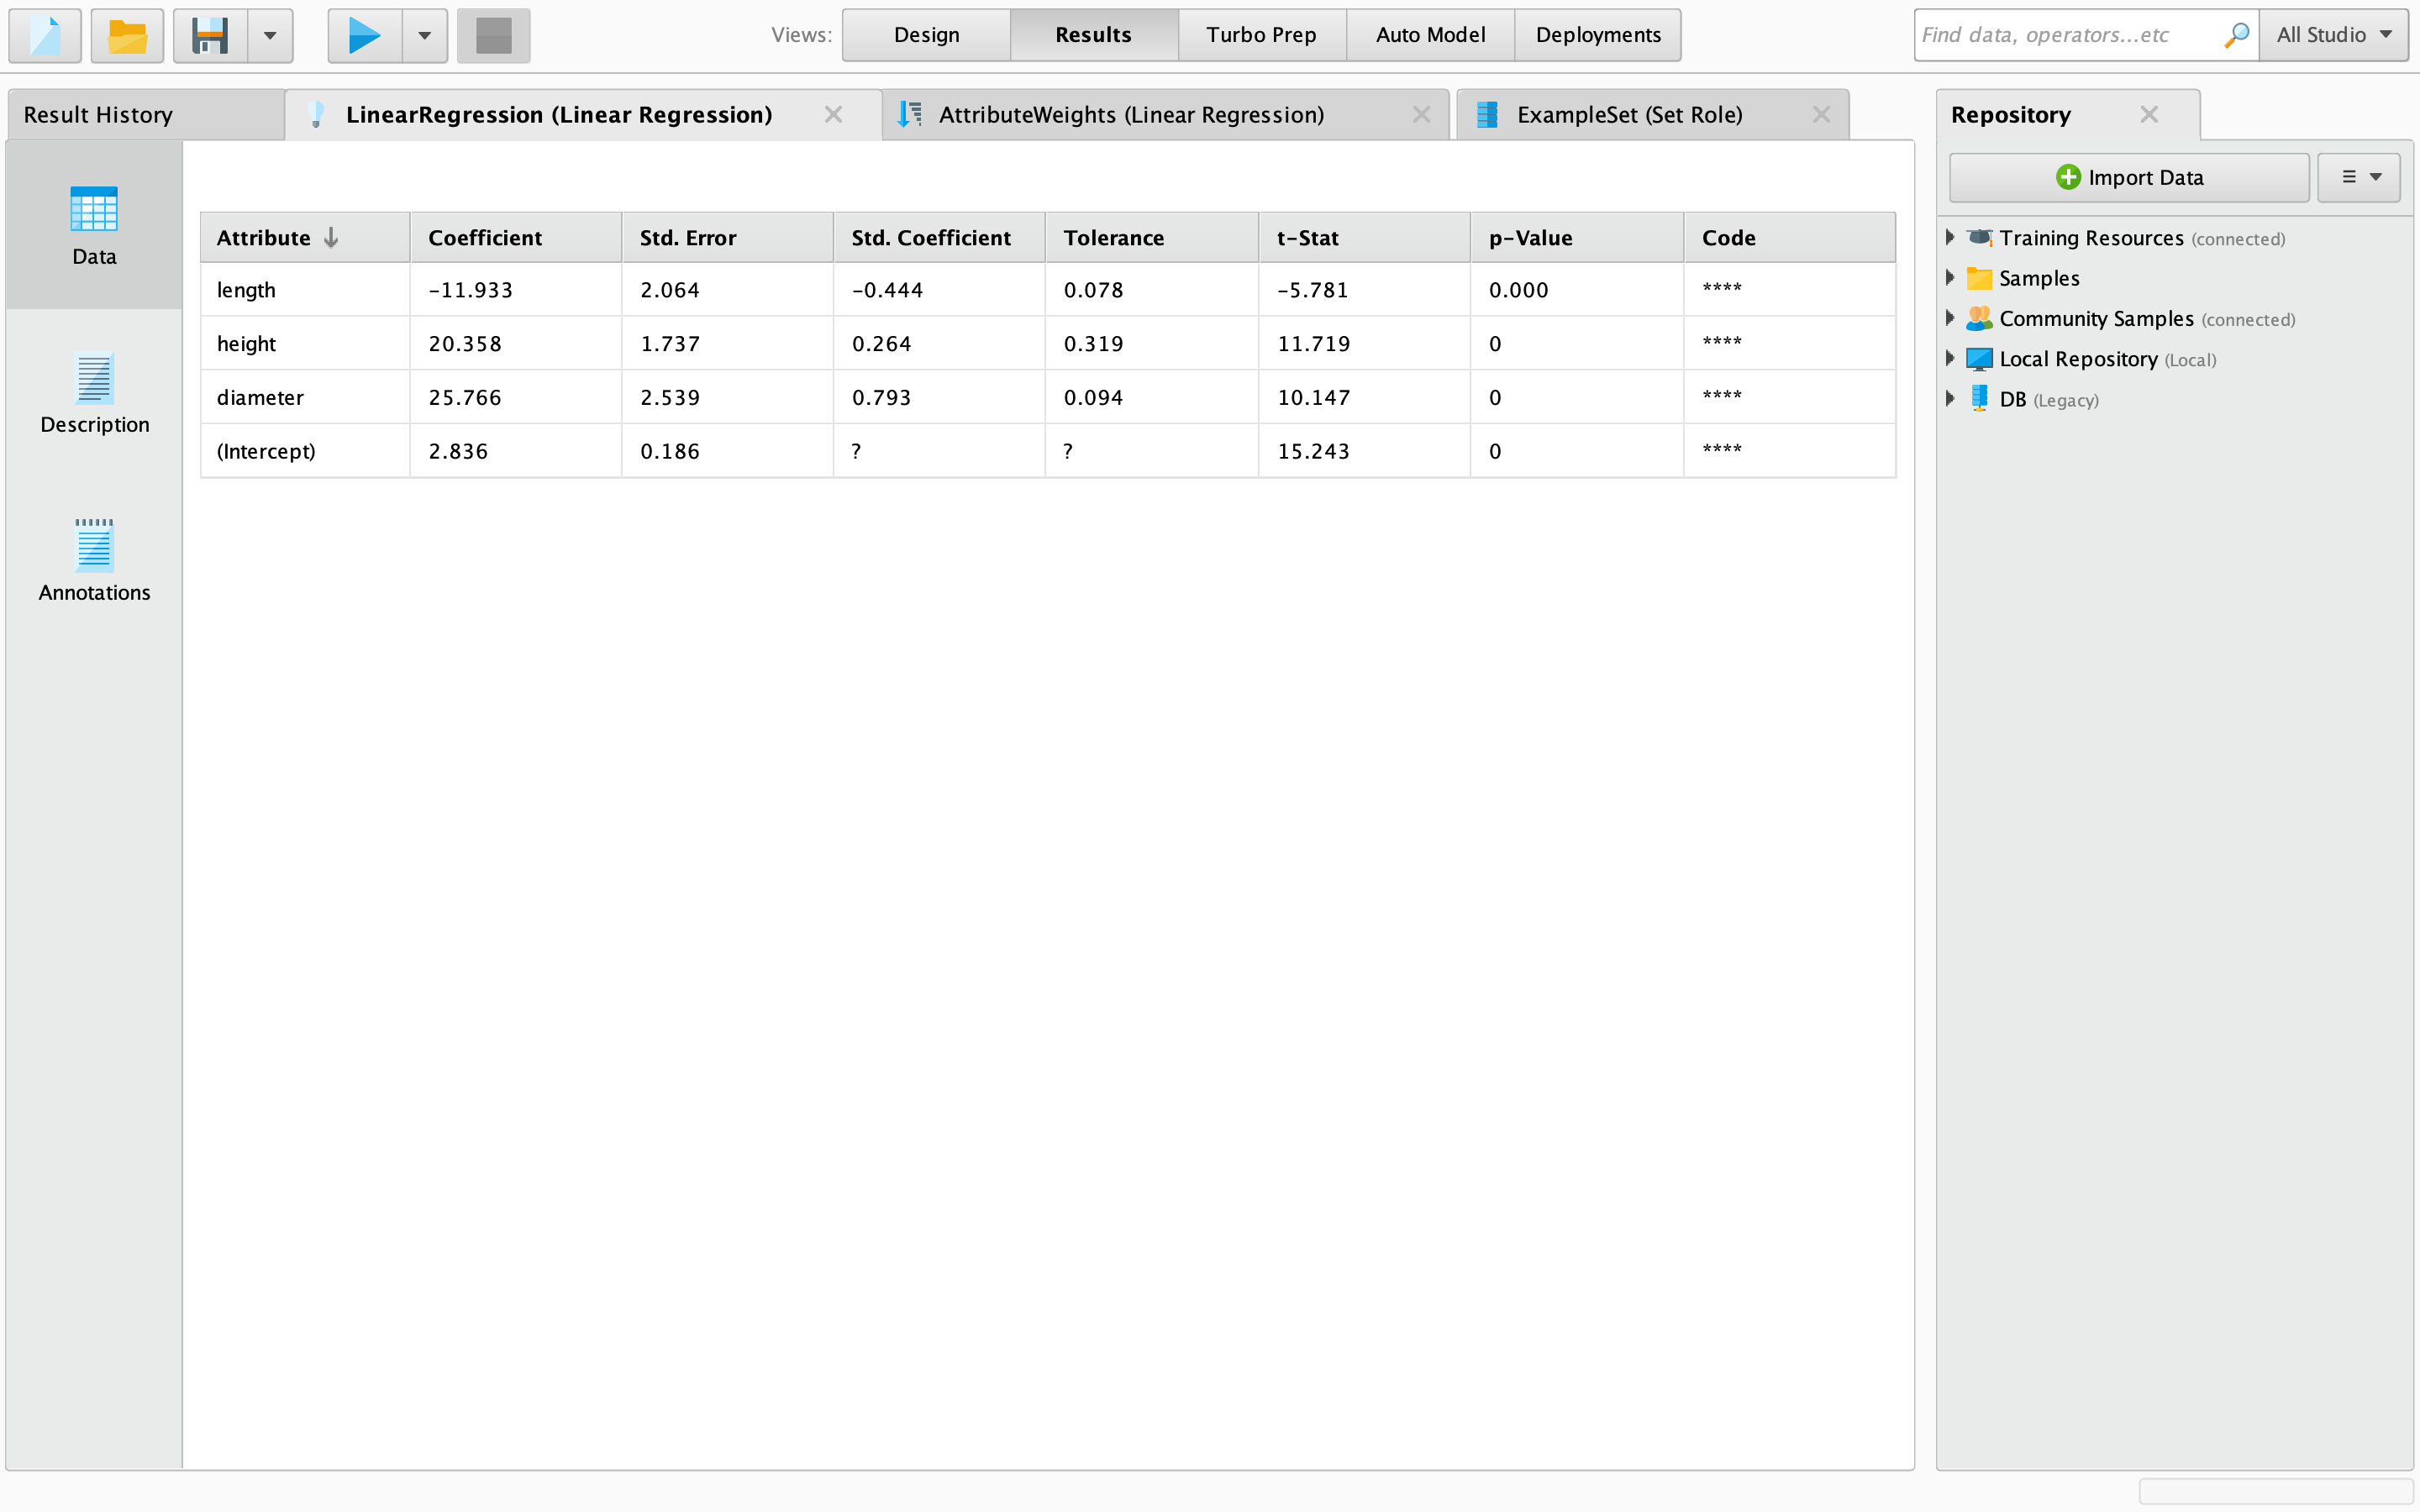 Views: Design Results Turbo Prep Auto Model Deployments Find data, operators...etc All Studio
Result History LinearRegression (Linear Regression) AttributeWeights (Linear Regression) ExampleSet (Set Role) Repository
Import Data
Data
Description
Annotations
Attribute Coefficient Std. Error Std. Coefficient Tolerance t-Stat p-Value Code
length -11.933 2.064 -0.444 0.078 -5.781 0.000 ****
height 20.358 1.737 0.264 0.319 11.719 0 ****
diameter 25.766 2.539 0.793 0.094 10.147 0 ****
(Intercept) 2.836 0.186 ? ? 15.243 0 ****
Training Resources (connected)
Samples
Community Samples (connected)
Local Repository (Local)
DB (Legacy)